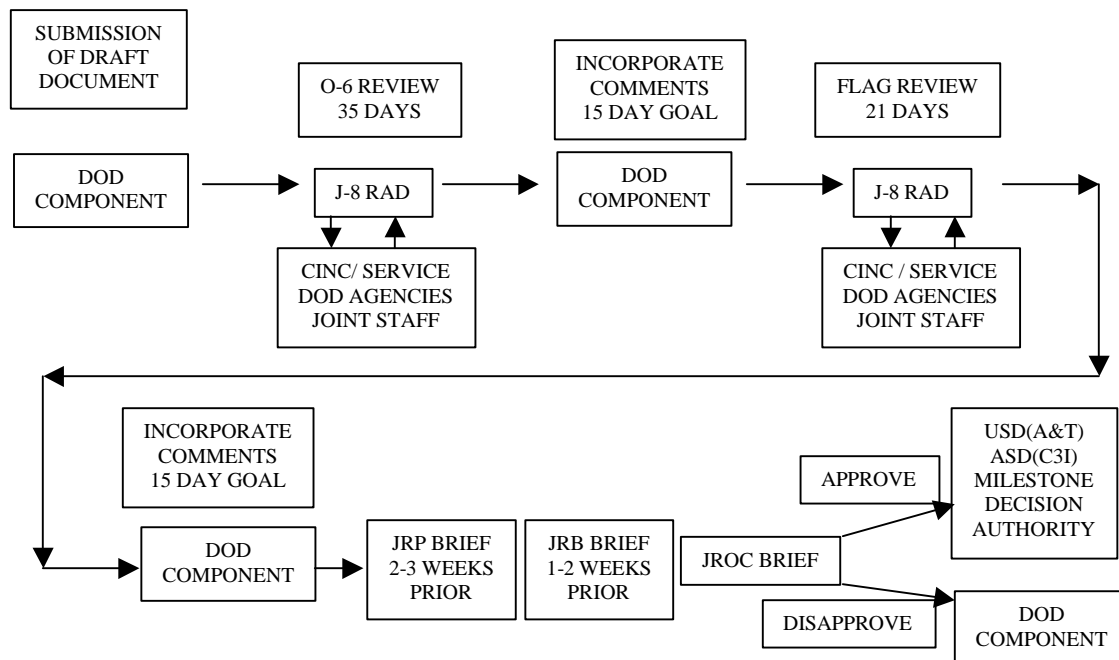 SUBMISSION
OF DRAFT
DOCUMENT
DOD
COMPONENT
O-6 REVIEW
35 DAYS
J-8 RAD
CINC/ SERVICE
DOD AGENCIES
JOINT STAFF
INCORPORATE
COMMENTS
15 DAY GOAL
DOD
COMPONENT
FLAG REVIEW
21 DAYS
J-8 RAD
CINC / SERVICE
DOD AGENCIES
JOINT STAFF
INCORPORATE
COMMENTS
15 DAY GOAL
DOD
COMPONENT
JRP BRIEF
2-3 WEEKS
PRIOR
JRB BRIEF
1-2 WEEKS
PRIOR
JROC BRIEF
APPROVE
USD(A&T)
ASD(C3I)
MILESTONE
DECISION
AUTHORITY
DISAPPROVE
DOD
COMPONENT